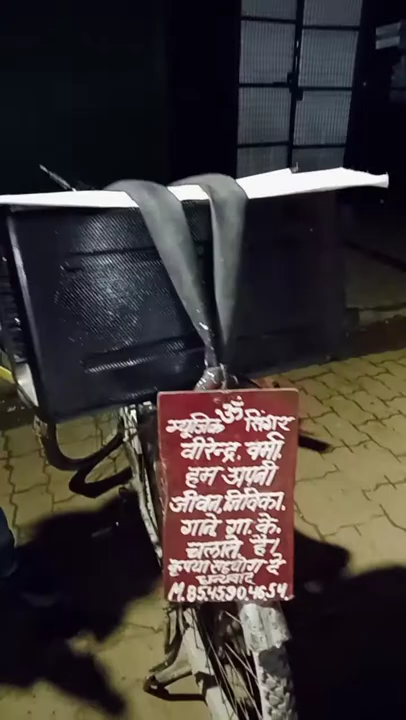 ॐ
म्यूजिक सिंगर
वीरेन्द्र. वर्मा
हम अपनी
जीवन, जिविका.
गाने गा. के.
चलाते है।
कृपया सहयोग दे
धन्यवाद
M.8545904654.